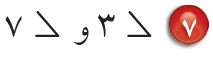 ٧ ∠ ٣ و ∠ ٧